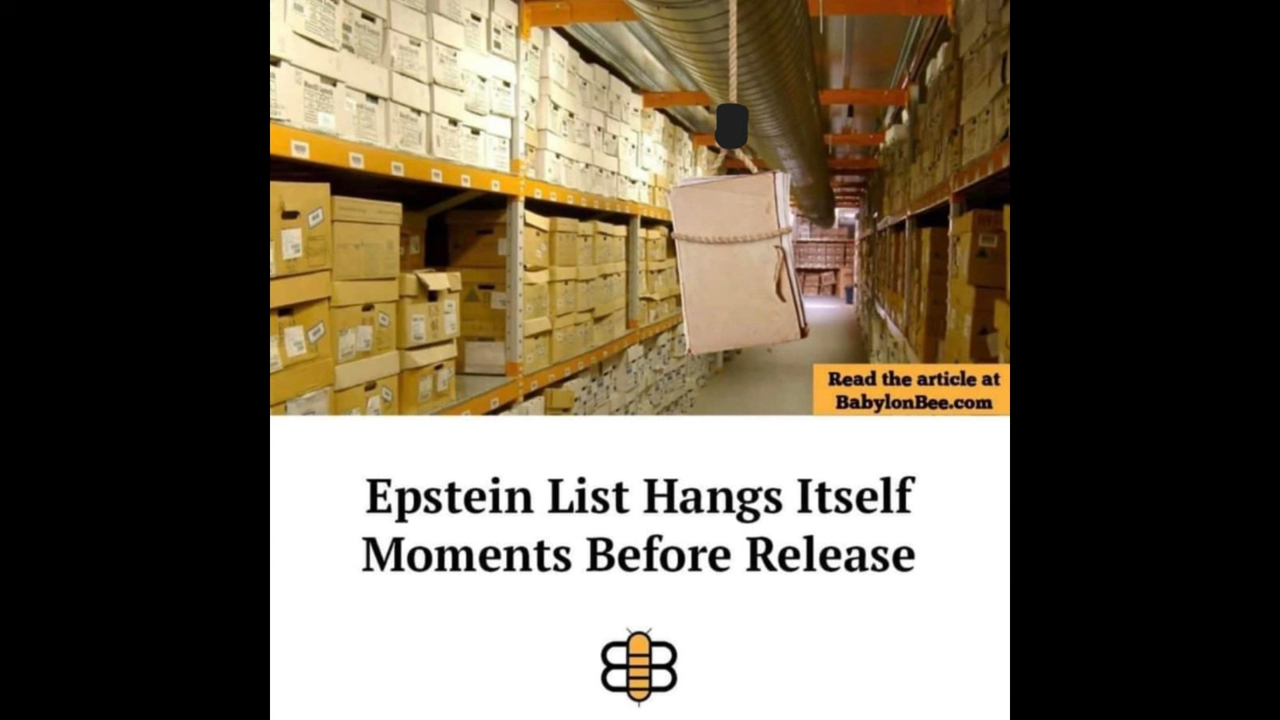 Read the article at
BabylonBee.com
Epstein List Hangs Itself
Moments Before Release